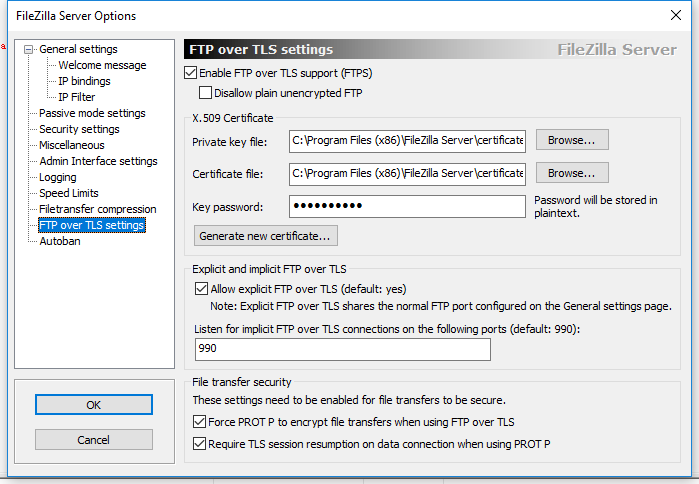 FileZilla Server Options
a
General settings
Welcome message
IP bindings
IP Filter
Passive mode settings
Security settings
Miscellaneous
Admin Interface settings
Logging
Speed Limits
Filetransfer compression
FTP over TLS settings
Autoban
OK
Cancel
FTP over TLS settings
FileZilla Server
Enable FTP over TLS support (FTPS)
Disallow plain unencrypted FTP
X.509 Certificate
Private key file: C:\Program Files (x86)\FileZilla Server\certificate Browse...
Certificate file: C:\Program Files (x86)\FileZilla Server\certificate Browse...
Key password: ●●●●●●●●●● Password will be stored in
plaintext.
Generate new certificate...
Explicit and implicit FTP over TLS
Allow explicit FTP over TLS (default: yes)
Note: Explicit FTP over TLS shares the normal FTP port configured on the General settings page.
Listen for implicit FTP over TLS connections on the following ports (default: 990):
990
File transfer security
These settings need to be enabled for file transfers to be secure.
Force PROT P to encrypt file transfers when using FTP over TLS
Require TLS session resumption on data connection when using PROT P